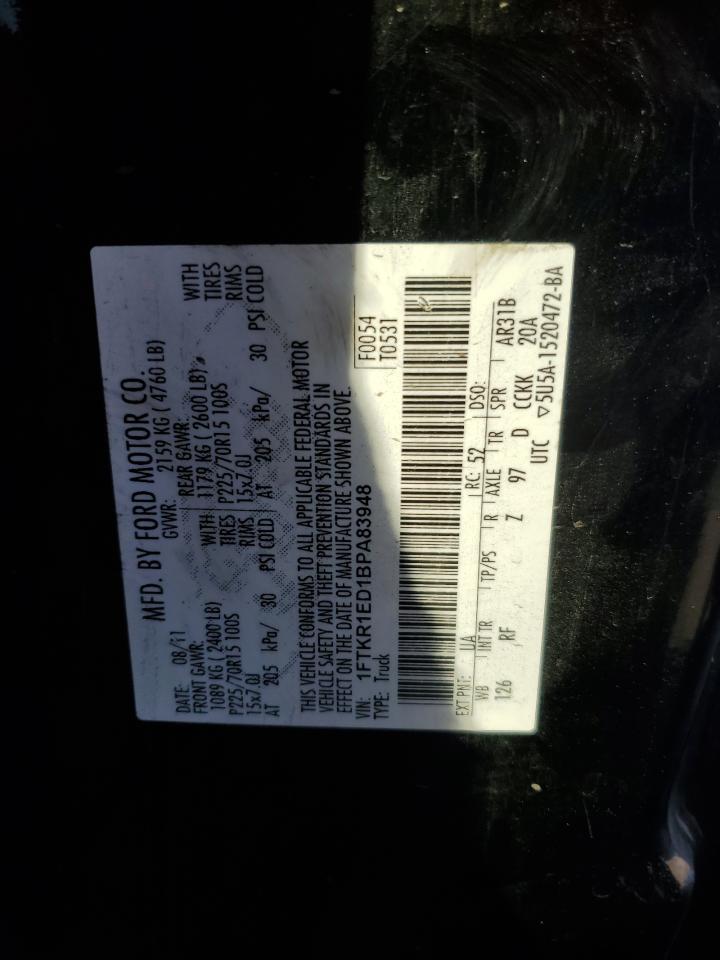 MFD. BY FORD MOTOR CO.
DATE: 08/11 GVWR: 2159 KG ( 4760 LB)
FRONT GAWR: REAR GAWR:
1089 KG ( 2400 LB) WITH 1179 KG ( 2600 LB) WITH
P225/70R15 100S TIRES P225/70R15 100S TIRES
15x7.0J RIMS 15x7.0J RIMS
AT 205 kPa/ 30 PSI COLD AT 205 kPa/ 30 PSI COLD
THIS VEHICLE CONFORMS TO ALL APPLICABLE FEDERAL MOTOR
VEHICLE SAFETY AND THEFT PREVENTION STANDARDS IN
EFFECT ON THE DATE OF MANUFACTURE SHOWN ABOVE.
VIN: 1FTKR1ED1BPA83948 F0054
TYPE: Truck T0531
EXT PNT: UA RC: 52 DSO:
WB INT TR TP/PS R AXLE TR SPR AR31B
126 RF Z 97 D CCKK 20A
UTC ▽5U5A-1520472-BA